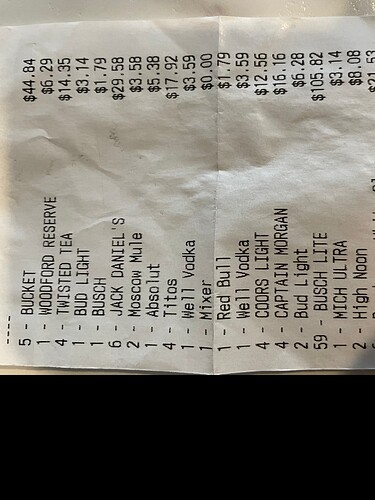 ----
5 - BUCKET $44.84
1 - WOODFORD RESERVE $6.29
4 - TWISTED TEA $14.35
1 - BUD LIGHT $3.14
1 - BUSCH $1.79
6 - JACK DANIEL'S $29.58
2 - Moscow Mule $3.58
1 - Absolut $5.38
4 - Titos $17.92
1 - Well Vodka $3.59
1 - Mixer $0.00
1 - Red Bull $1.79
1 - Well Vodka $3.59
4 - COORS LIGHT $12.56
4 - CAPTAIN MORGAN $16.16
2 - Bud Light $6.28
59 - BUSCH LITE $105.82
1 - MICH ULTRA $3.14
2 - High Noon $8.08